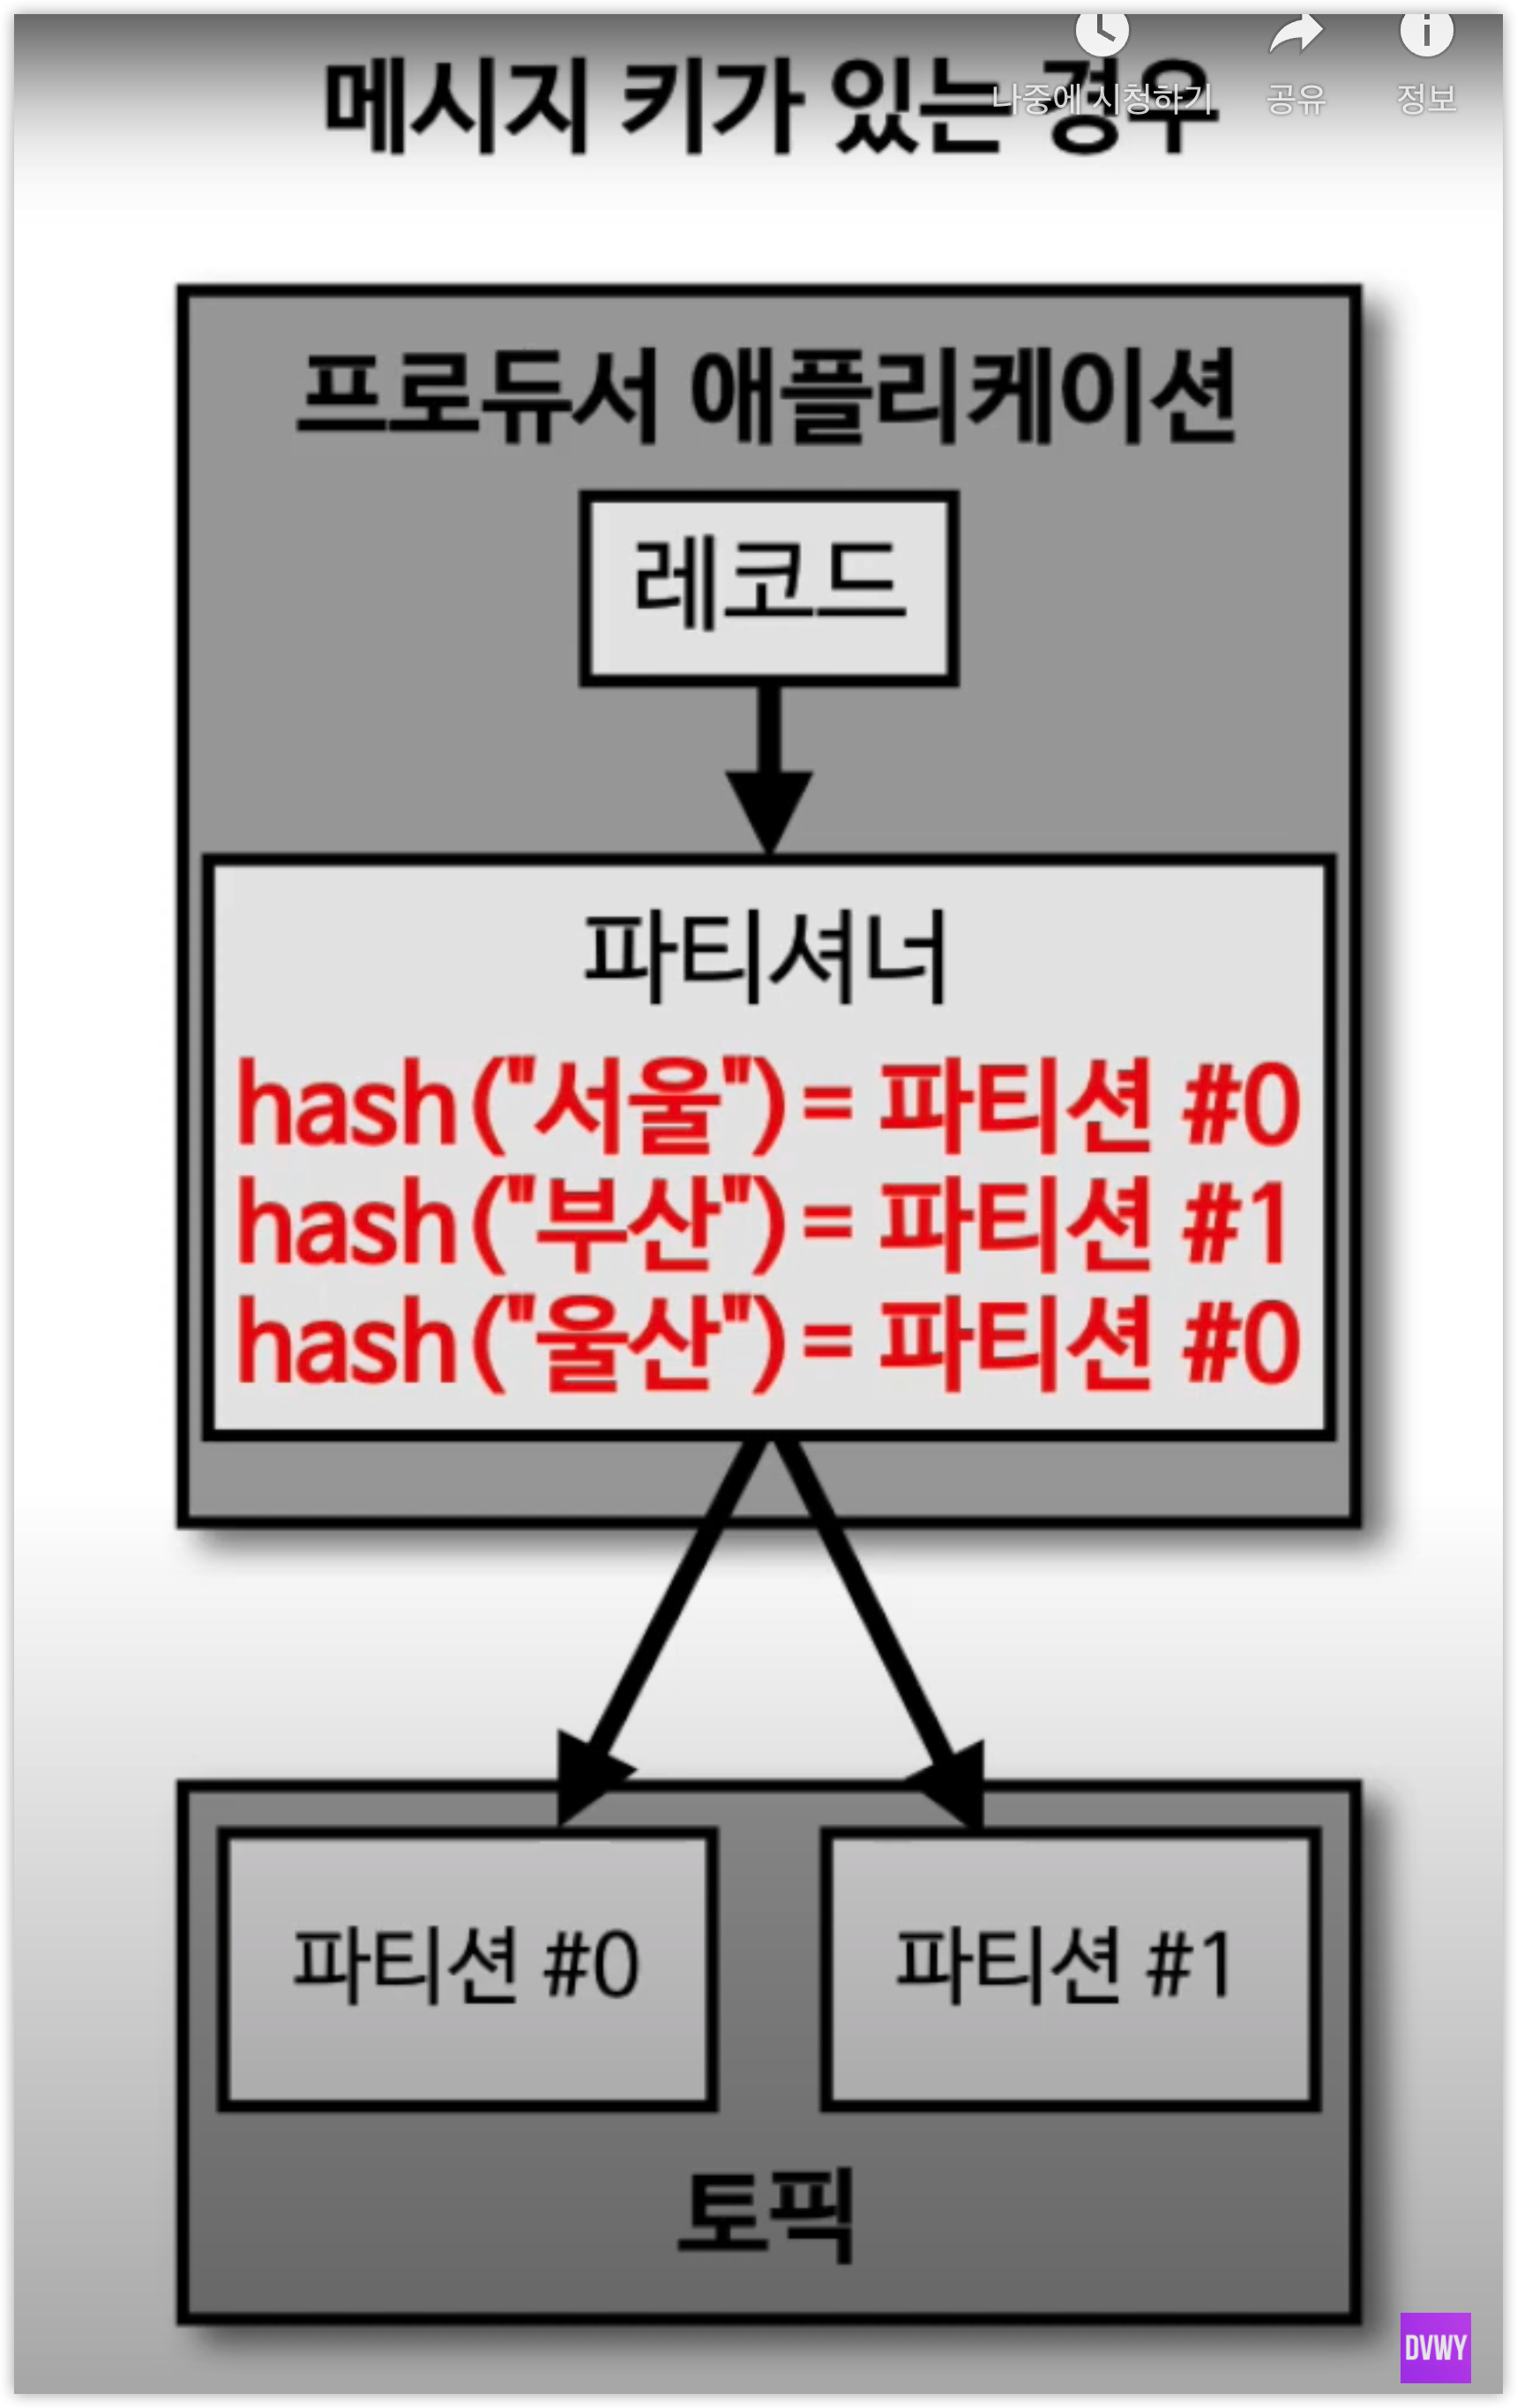 메시지 키가 있는 경우
나중에 시청하기
공유
정보
프로듀서 애플리케이션
레코드
파티셔너
hash("서울")= 파티션 #0
hash("부산")= 파티션 #1
hash("울산")= 파티션 #0
파티션 #0
파티션 #1
토픽
DVWY